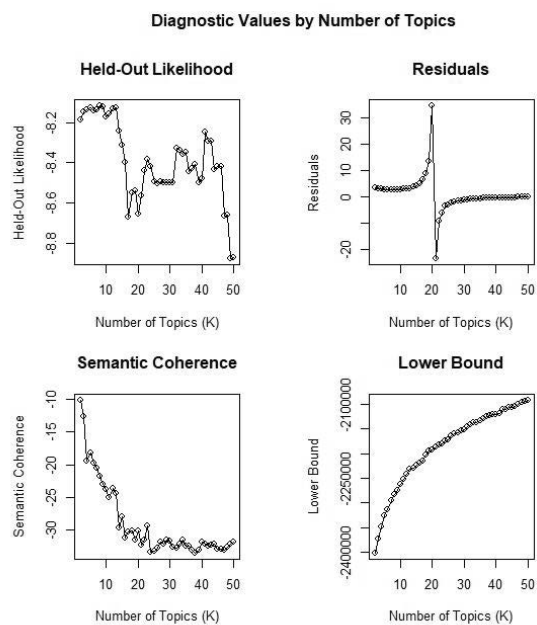 Diagnostic Values by Number of Topics
Held-Out Likelihood
Held-Out Likelihood
-8.2
-8.4
-8.6
-8.8
10 20 30 40 50
Number of Topics (K)
Residuals
Residuals
30
10
0
-20
10 20 30 40 50
Number of Topics (K)
Semantic Coherence
Semantic Coherence
-10
-15
-20
-25
-30
10 20 30 40 50
Number of Topics (K)
Lower Bound
Lower Bound
-2100000
-2250000
-2400000
10 20 30 40 50
Number of Topics (K)